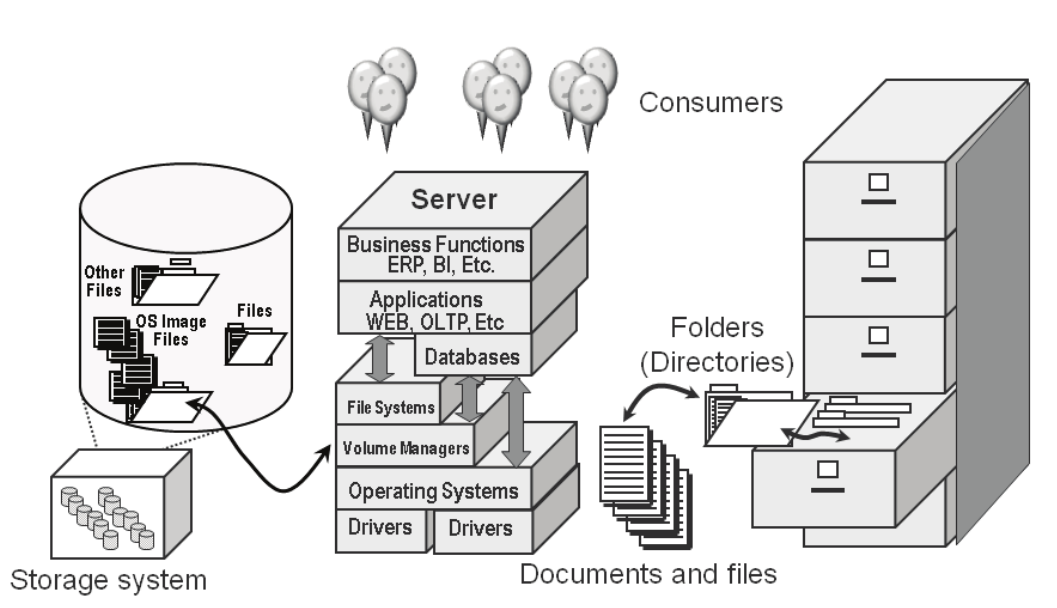 Consumers
Server
Business Functions
ERP, BI, Etc.
Applications
WEB, OLTP, Etc
Databases
File Systems
Volume Managers
Operating Systems
Drivers
Drivers
Other
Files
OS Image
Files
Files
Storage system
Folders
(Directories)
Documents and files